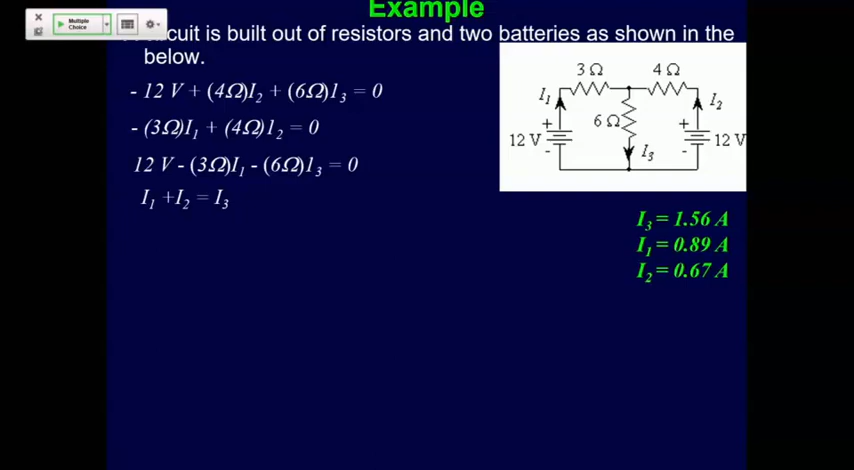 Example
Multiple
Choice
circuit is built out of resistors and two batteries as shown in the
below.
- 12 V + (4Ω)I₂ + (6Ω)I₃ = 0
- (3Ω)I₁ + (4Ω)I₂ = 0
12 V - (3Ω)I₁ - (6Ω)I₃ = 0
I₁ +I₂ = I₃
3 Ω 4 Ω
I₁ I₂
6 Ω
+ +
12 V 12 V
- -
I₃
I₃ = 1.56 A
I₁ = 0.89 A
I₂ = 0.67 A